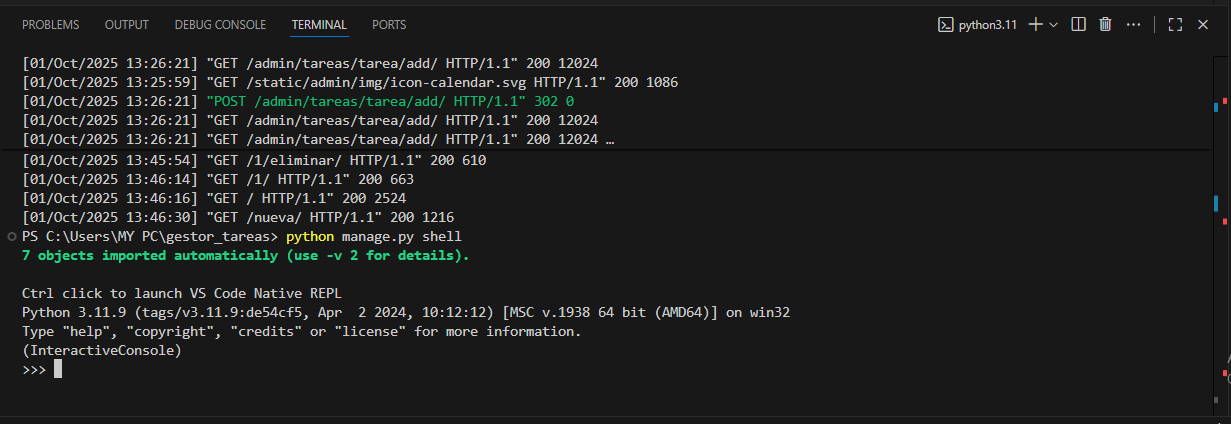 PROBLEMS OUTPUT DEBUG CONSOLE TERMINAL PORTS python3.11
[01/Oct/2025 13:26:21] "GET /admin/tareas/tarea/add/ HTTP/1.1" 200 12024
[01/Oct/2025 13:25:59] "GET /static/admin/img/icon-calendar.svg HTTP/1.1" 200 1086
[01/Oct/2025 13:26:21] "POST /admin/tareas/tarea/add/ HTTP/1.1" 302 0
[01/Oct/2025 13:26:21] "GET /admin/tareas/tarea/add/ HTTP/1.1" 200 12024
[01/Oct/2025 13:26:21] "GET /admin/tareas/tarea/add/ HTTP/1.1" 200 12024 …
[01/Oct/2025 13:45:54] "GET /1/eliminar/ HTTP/1.1" 200 610
[01/Oct/2025 13:46:14] "GET /1/ HTTP/1.1" 200 663
[01/Oct/2025 13:46:16] "GET / HTTP/1.1" 200 2524
[01/Oct/2025 13:46:30] "GET /nueva/ HTTP/1.1" 200 1216
PS C:\Users\MY PC\gestor_tareas> python manage.py shell
7 objects imported automatically (use -v 2 for details).
Ctrl click to launch VS Code Native REPL
Python 3.11.9 (tags/v3.11.9:de54cf5, Apr  2 2024, 10:12:12) [MSC v.1938 64 bit (AMD64)] on win32
Type "help", "copyright", "credits" or "license" for more information.
(InteractiveConsole)
>>>